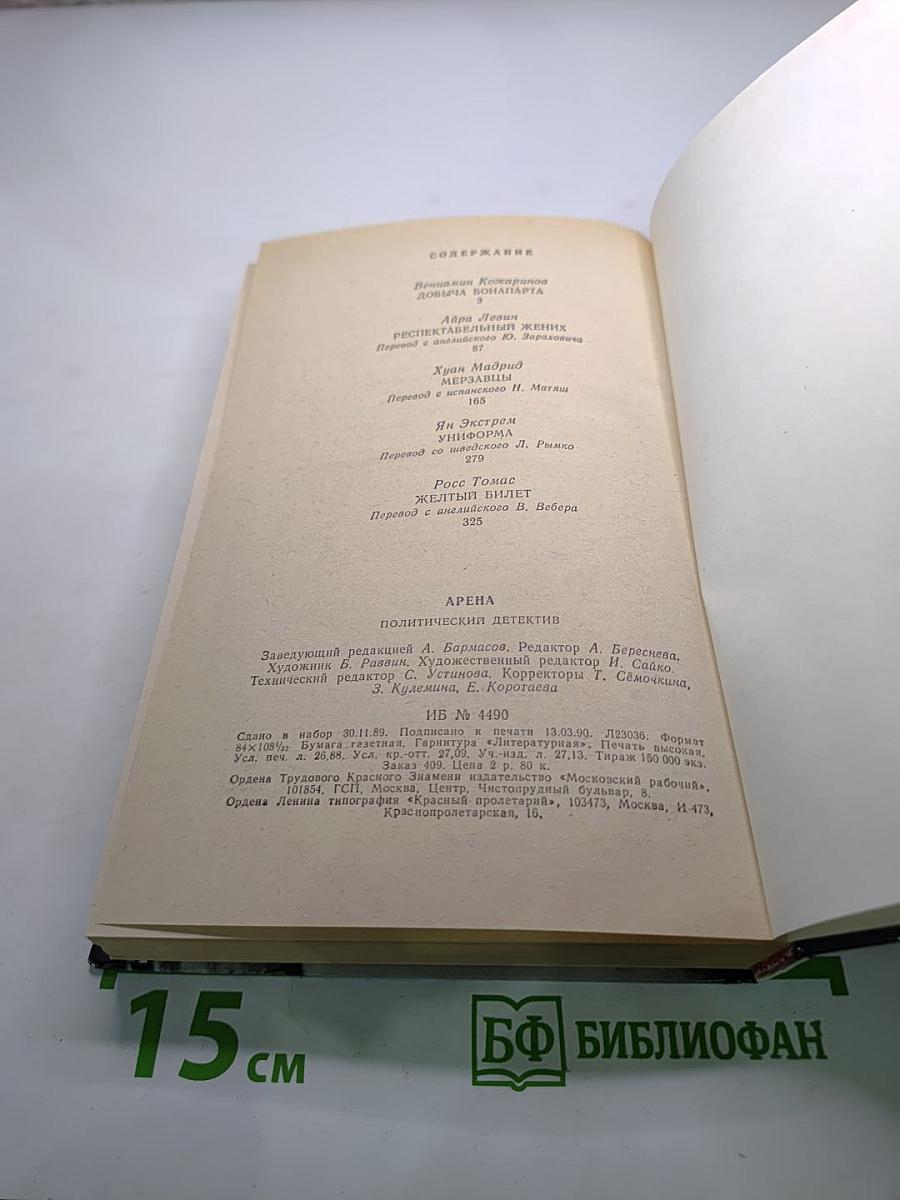 СОДЕРЖАНИЕ
Вениамин Кожаринов
ДОБЫЧА БОНАПАРТА
3
Айра Левин
РЕСПЕКТАБЕЛЬНЫЙ ЖЕНИХ
Перевод с английского Ю. Зараховича
87
Хуан Мадрид
МЕРЗАВЦЫ
Перевод с испанского Н. Матяш
165
Ян Экстрем
УНИФОРМА
Перевод со шведского Л. Рымко
279
Росс Томас
ЖЕЛТЫЙ БИЛЕТ
Перевод с английского В. Вебера
325
АРЕНА
ПОЛИТИЧЕСКИЙ ДЕТЕКТИВ
Заведующий редакцией А. Бармасов. Редактор А. Береснева.
Художник Б. Раввин. Художественный редактор И. Сайко.
Технический редактор С. Устинова. Корректоры Т. Сёмочкина,
З. Кулемина, Е. Коротаева
ИБ № 4490
Сдано в набор 30.11.89. Подписано к печати 13.03.90. Л23036. Формат
84×108¹/₃₂. Бумага газетная. Гарнитура «Литературная». Печать высокая.
Усл. печ. л. 26,88. Усл. кр.-отт. 27,09. Уч.-изд. л. 27,13. Тираж 150 000 экз.
Заказ 409. Цена 2 р. 80 к.
Ордена Трудового Красного Знамени издательство «Московский рабочий».
101854, ГСП, Москва, Центр, Чистопрудный бульвар, 8.
Ордена Ленина типография «Красный пролетарий», 103473, Москва, И-473,
Краснопролетарская, 16.
15 см
БФ БИБЛИОФАН